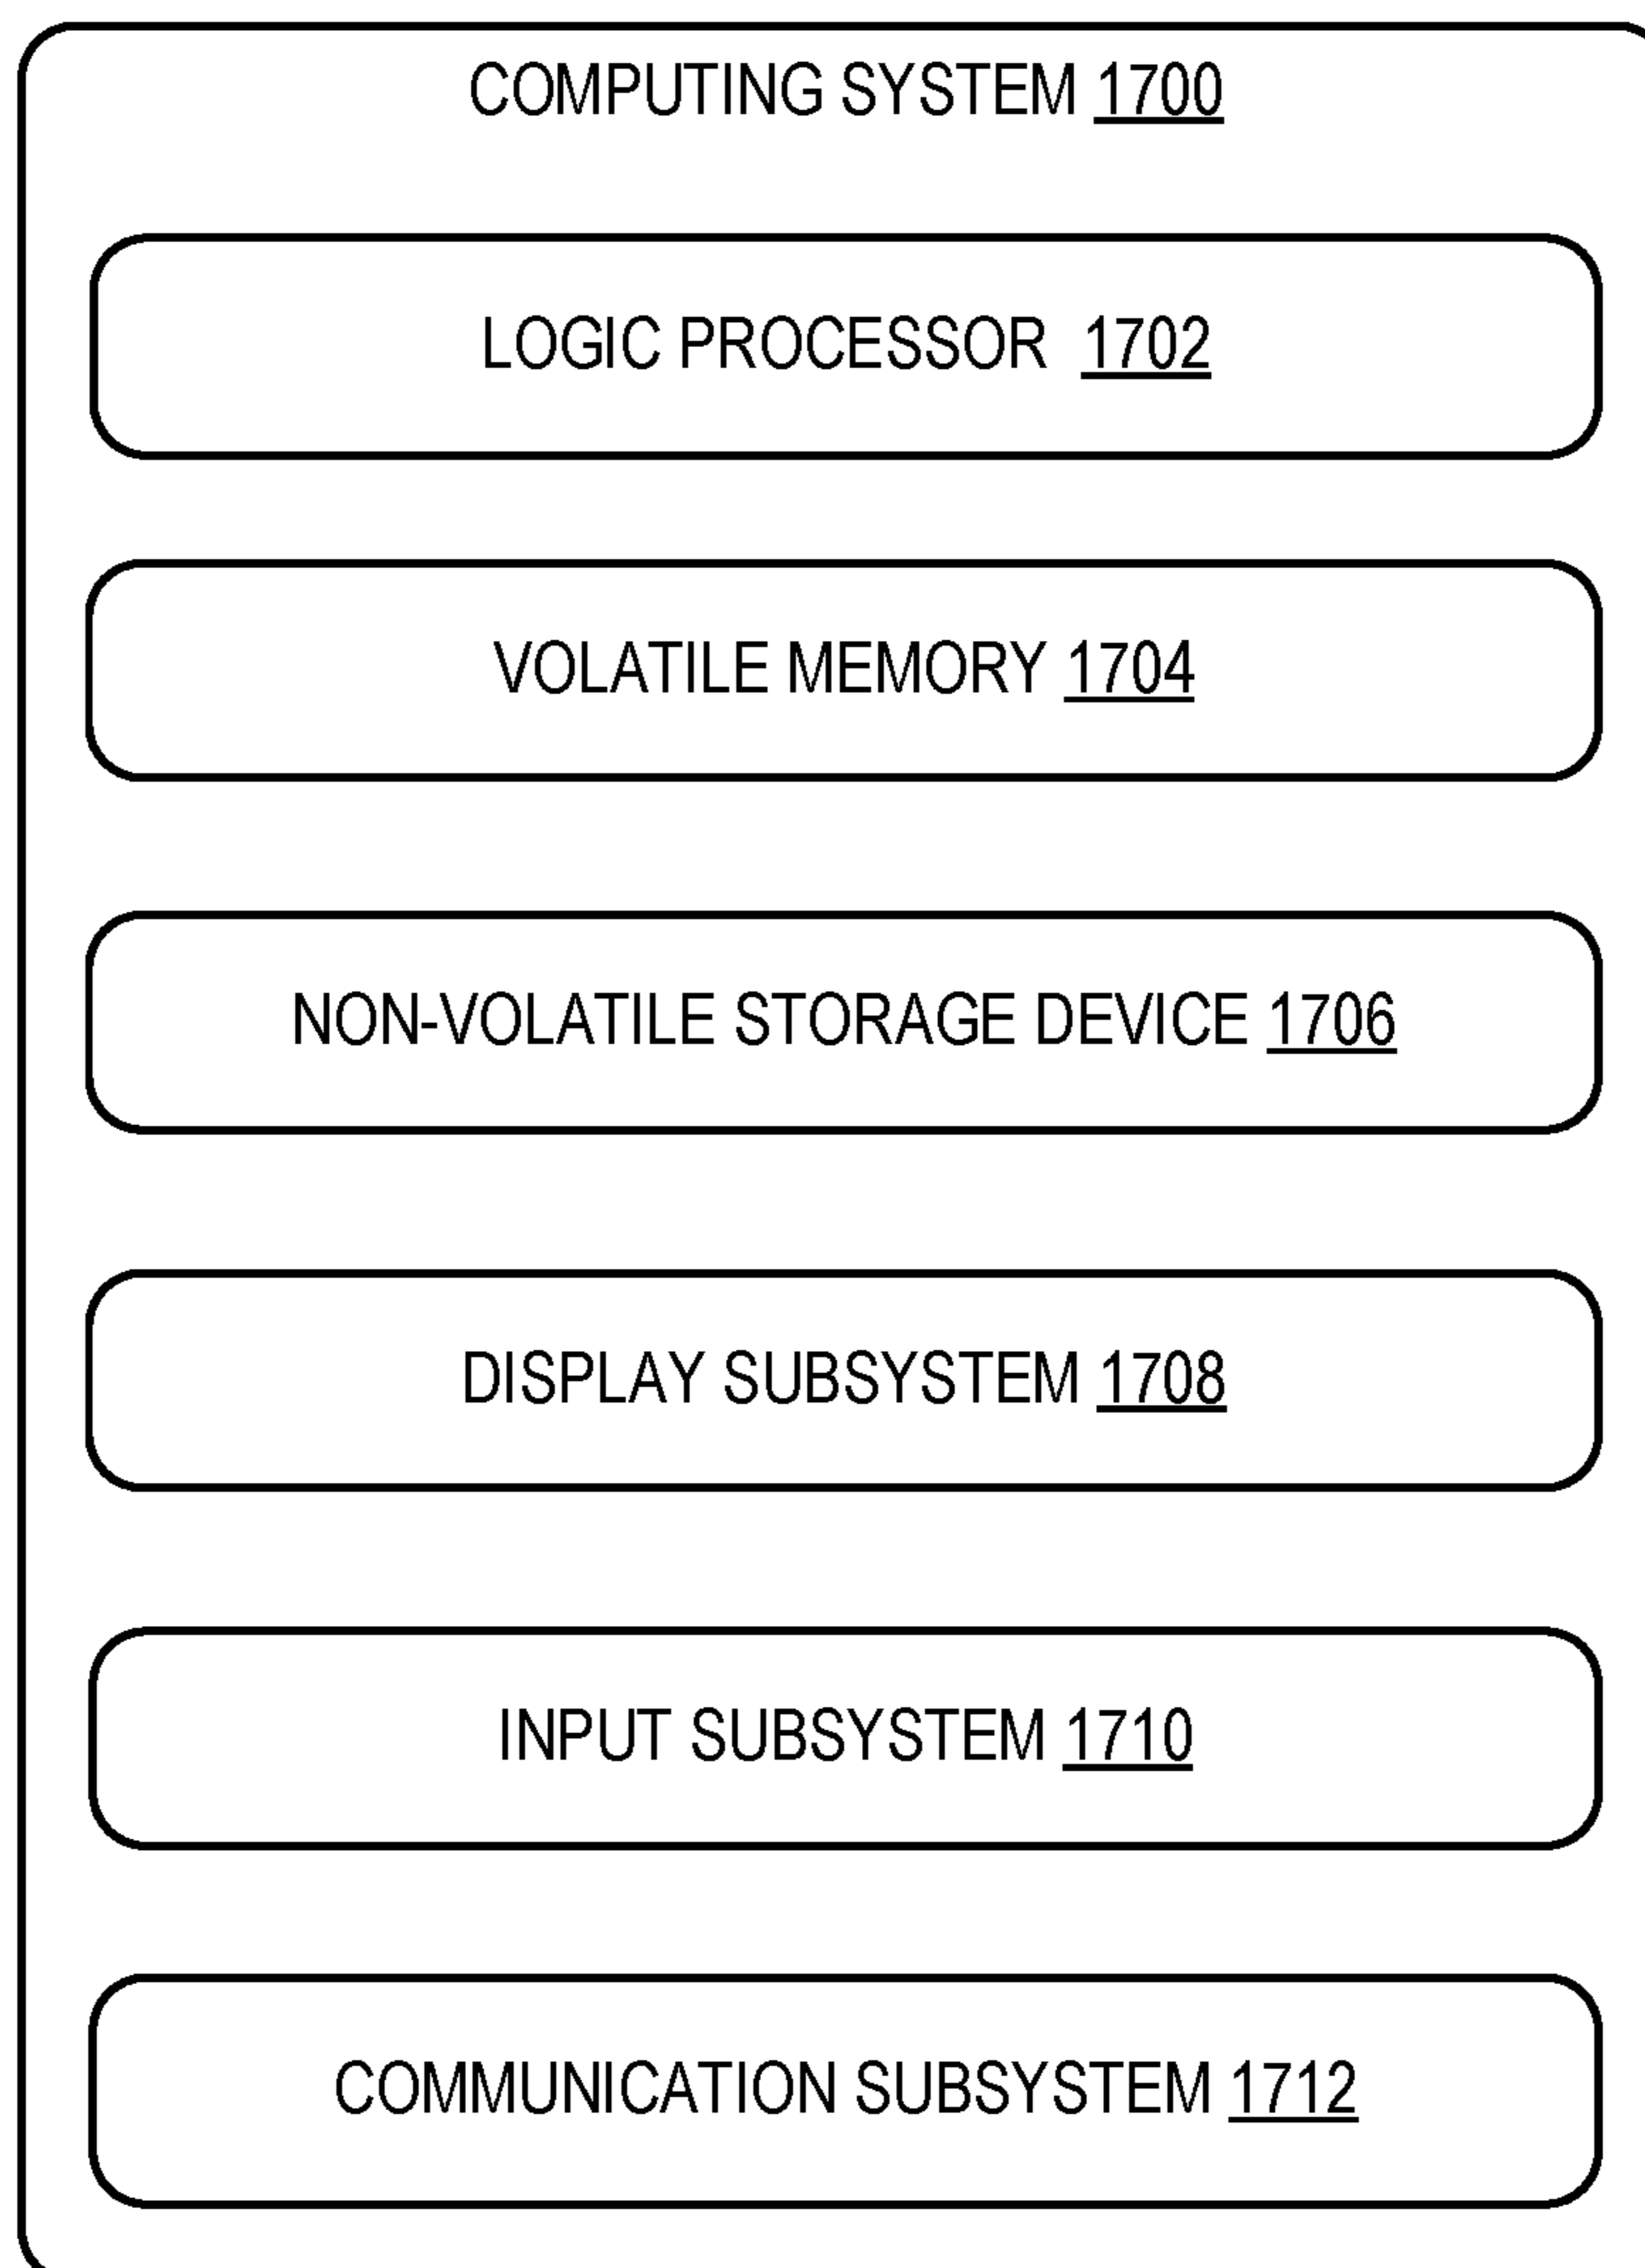 COMPUTING SYSTEM 1700
LOGIC PROCESSOR 1702
VOLATILE MEMORY 1704
NON-VOLATILE STORAGE DEVICE 1706
DISPLAY SUBSYSTEM 1708
INPUT SUBSYSTEM 1710
COMMUNICATION SUBSYSTEM 1712